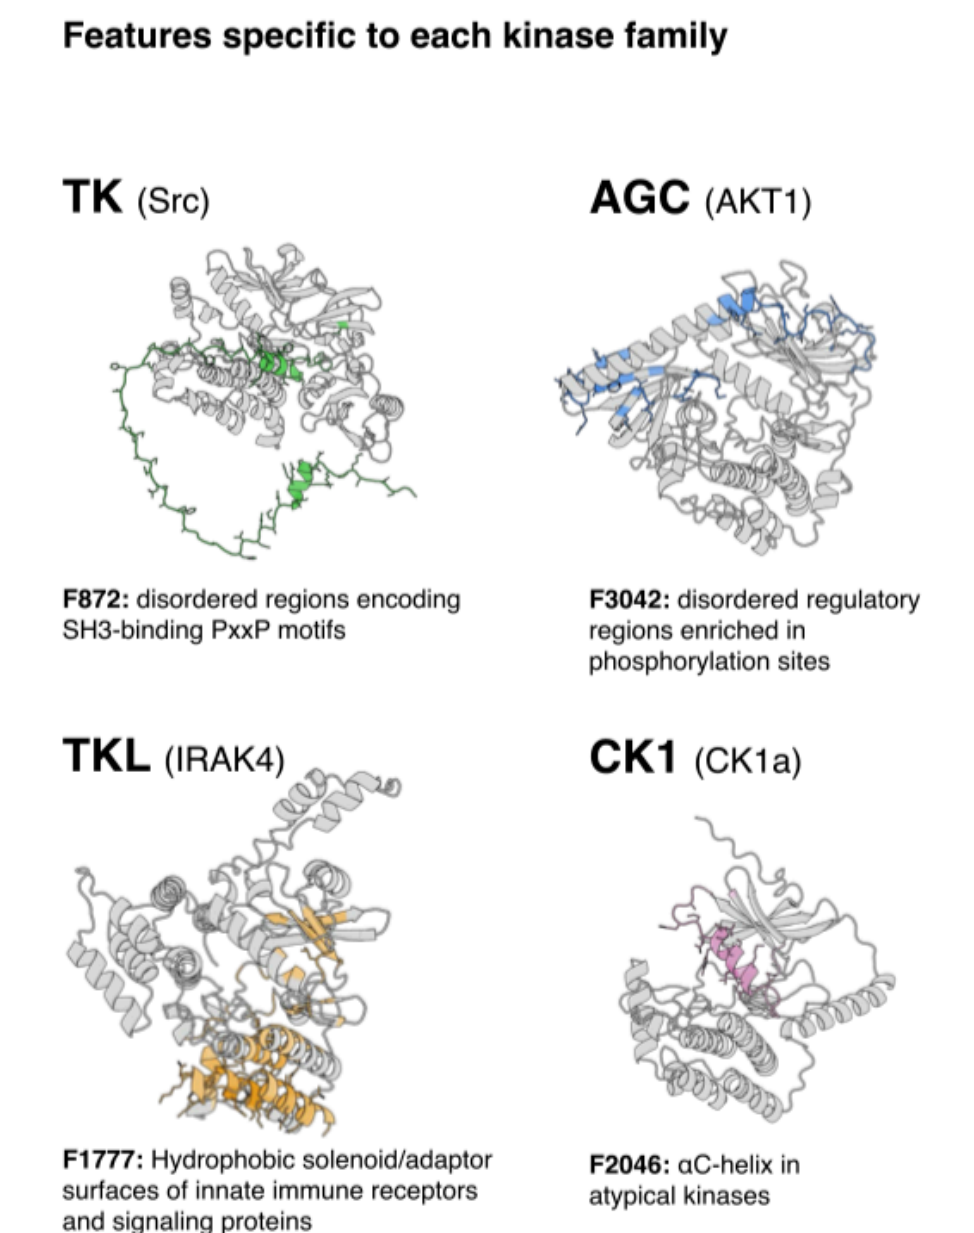 Features specific to each kinase family
TK (Src)
F872: disordered regions encoding
SH3-binding PxxP motifs
AGC (AKT1)
F3042: disordered regulatory
regions enriched in
phosphorylation sites
TKL (IRAK4)
F1777: Hydrophobic solenoid/adaptor
surfaces of innate immune receptors
and signaling proteins
CK1 (CK1a)
F2046: αC-helix in
atypical kinases